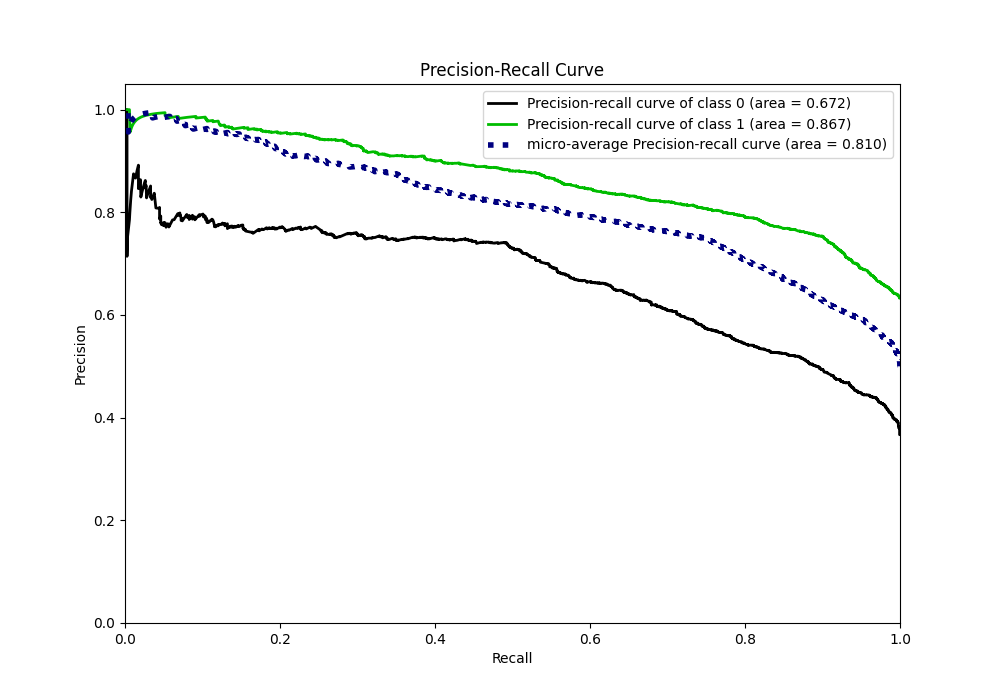 Precision-Recall Curve
Precision-recall curve of class 0 (area = 0.672)
Precision-recall curve of class 1 (area = 0.867)
micro-average Precision-recall curve (area = 0.810)
1.0
0.8
0.6
0.4
0.2
0.0
Precision
0.0 0.2 0.4 0.6 0.8 1.0
Recall